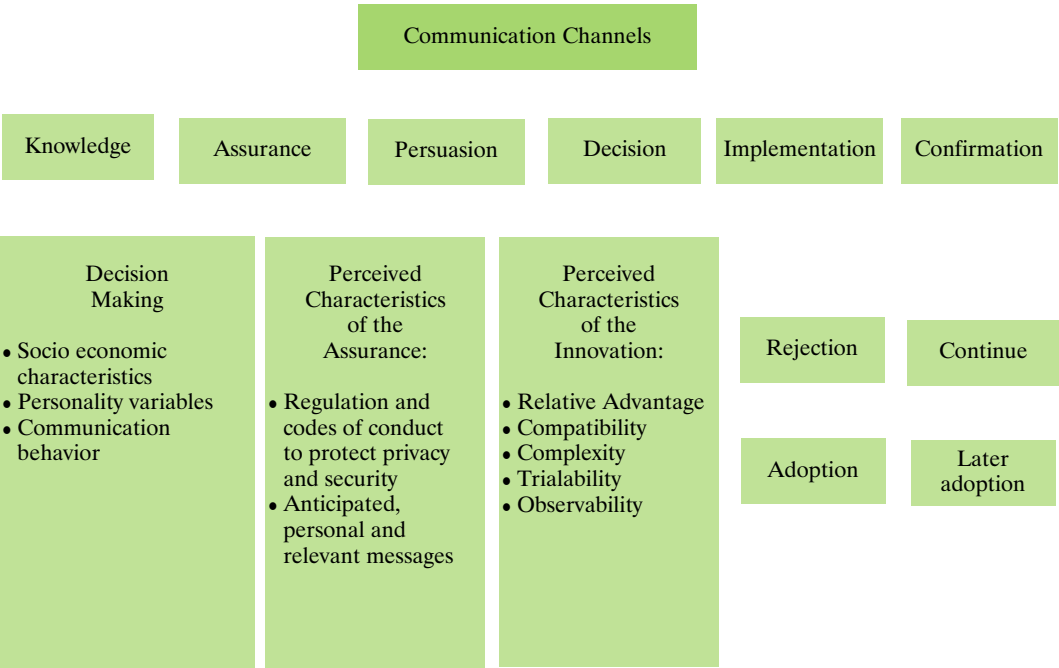 Communication Channels
Knowledge
Assurance
Persuasion
Decision
Implementation
Confirmation
Decision
Making
• Socio economic
characteristics
• Personality variables
• Communication
behavior
Perceived
Characteristics
of the
Assurance:
• Regulation and
codes of conduct
to protect privacy
and security
• Anticipated,
personal and
relevant messages
Perceived
Characteristics
of the
Innovation:
• Relative Advantage
• Compatibility
• Complexity
• Trialability
• Observability
Rejection
Continue
Adoption
Later
adoption